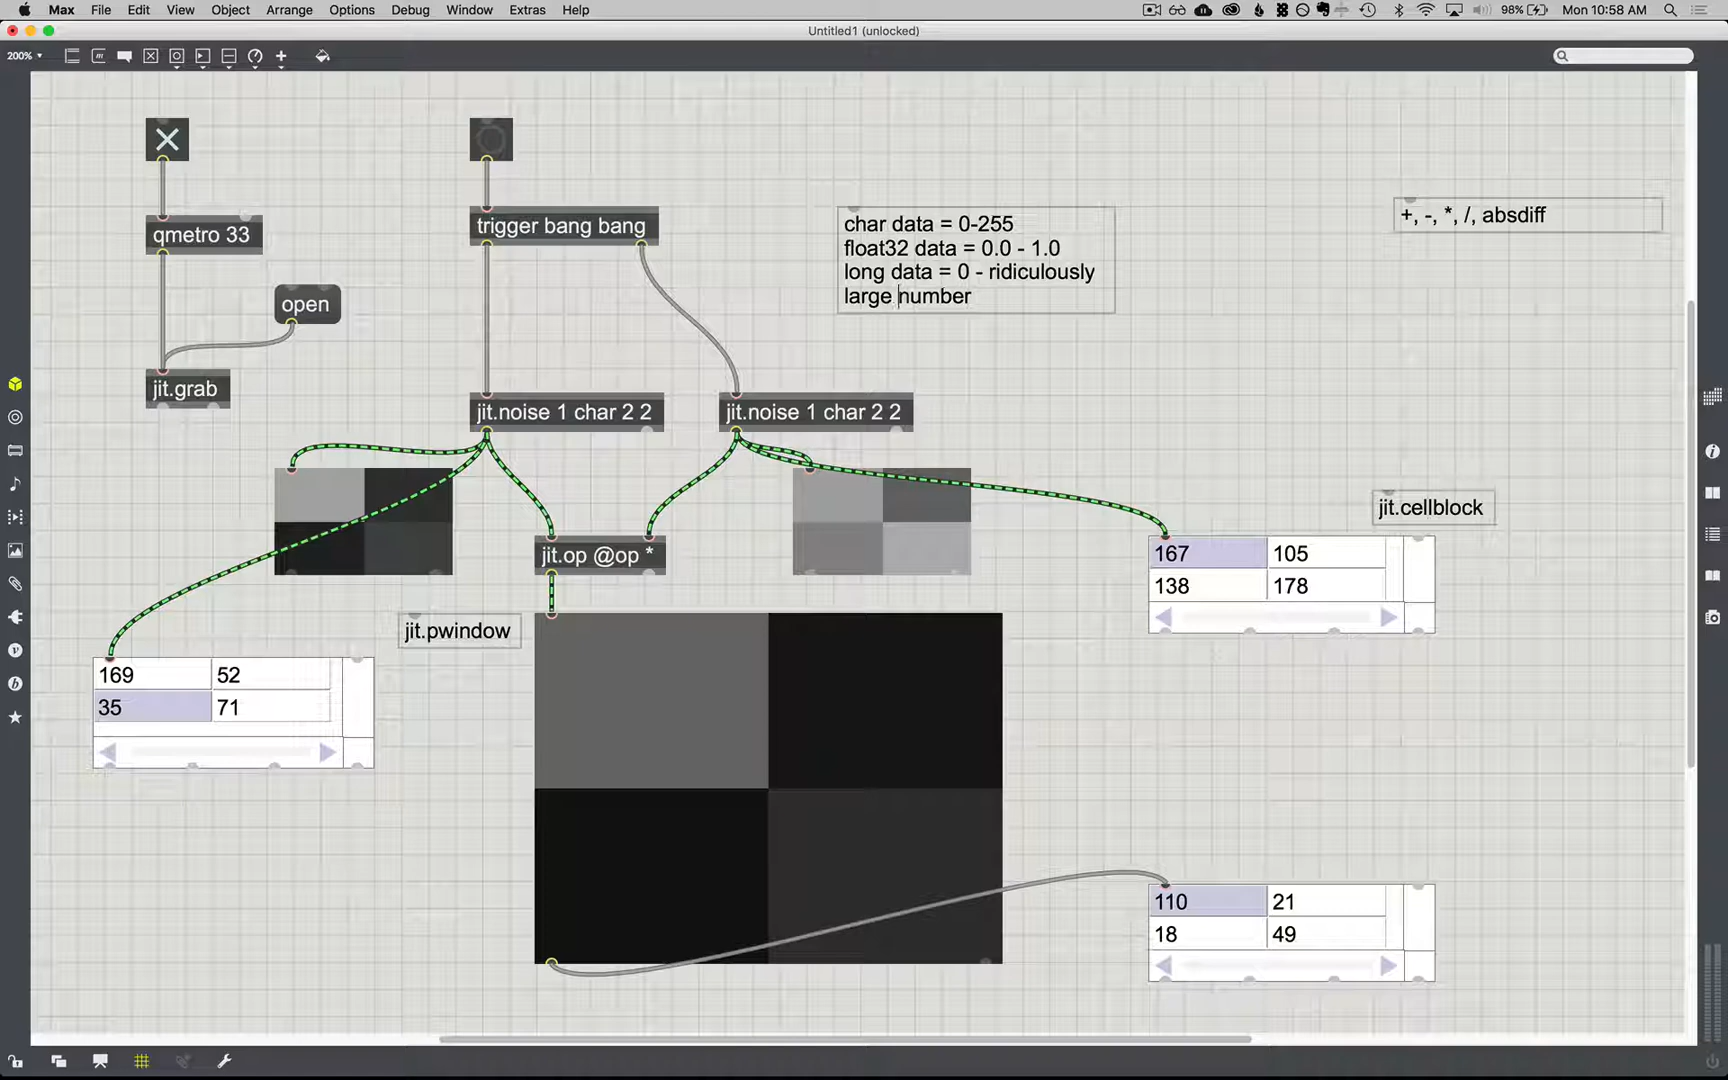 Max File Edit View Object Arrange Options Debug Window Extras Help
98% Mon 10:58 AM
Untitled1 (unlocked)
200%
trigger bang bang
qmetro 33
char data = 0-255
float32 data = 0.0 - 1.0
long data = 0 - ridiculously
large number
+, -, *, /, absdiff
open
jit.grab
jit.noise 1 char 2 2
jit.noise 1 char 2 2
jit.cellblock
jit.op @op *
167 105
138 178
jit.pwindow
169 52
35 71
110 21
18 49